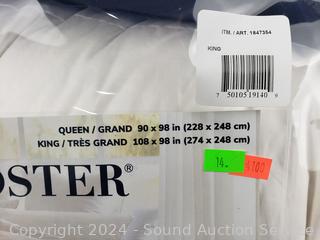 ITM. / ART. 1847354
KING
7 50105 19140 9
QUEEN / GRAND 90 x 98 in (228 x 248 cm)
KING / TRÈS GRAND 108 x 98 in (274 x 248 cm)
OSTER®
14.
4100
Copyright 2024 - Sound Auction Service